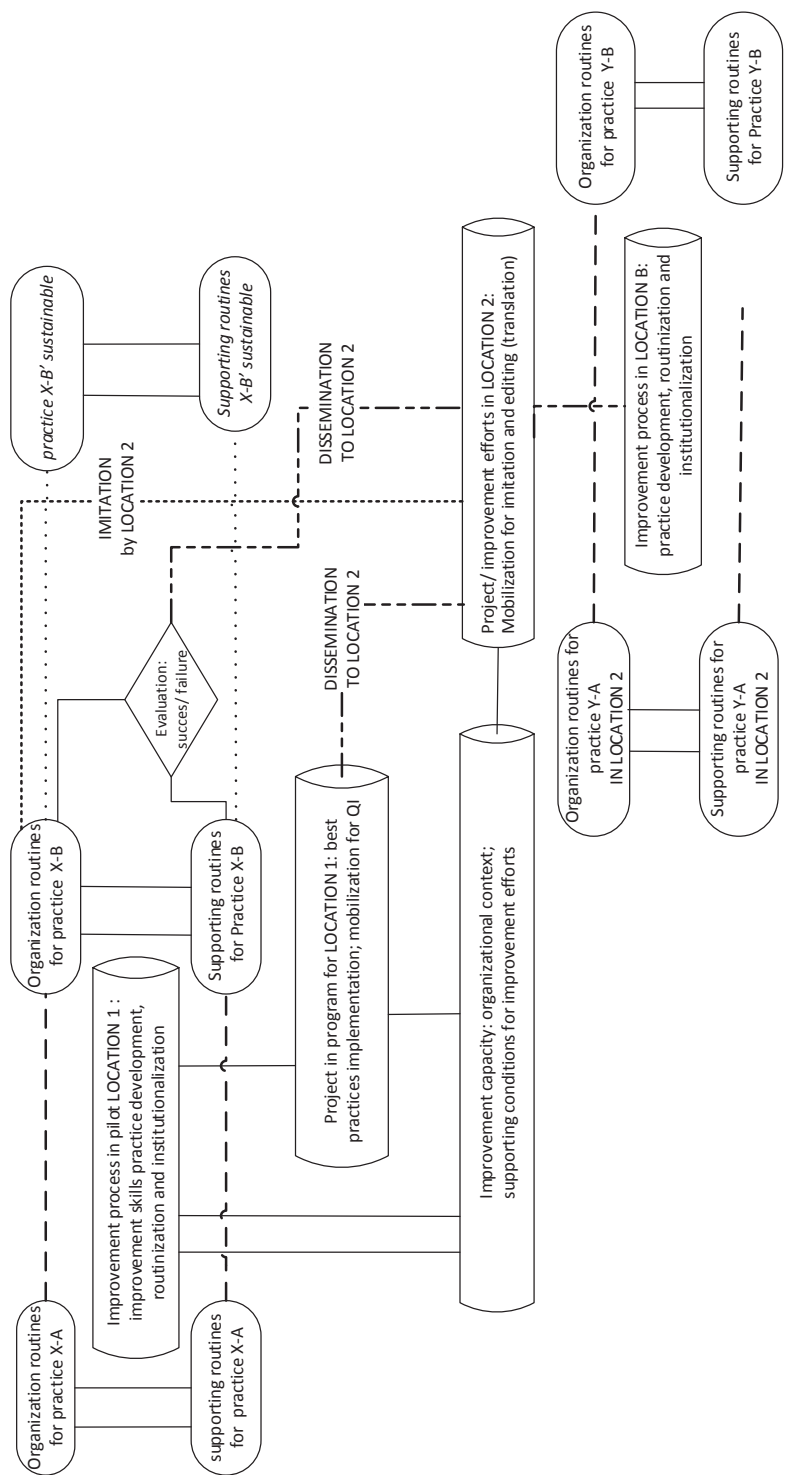 Organization routines
for practice X-A
supporting routines
for  practice X-A
Improvement process in pilot LOCATION 1 :
improvement skills practice development,
routinization and institutionalization
Organization routines
for practice X-B
Supporting routines
for Practice X-B
Evaluation:
succes/ failure
practice X-B’ sustainable
Supporting routines
X-B’ sustainable
IMITATION
by LOCATION 2
DISSEMINATION
TO LOCATION 2
Project in program for LOCATION 1: best
practices implementation; mobilization for QI
DISSEMINATION
TO LOCATION 2
Improvement capacity: organizational context;
supporting conditions for improvement efforts
Project/ improvement efforts in LOCATION 2:
Mobilization for imitation and editing (translation)
Organization routines for
practice Y-A
IN LOCATION 2
Supporting routines for
practice Y-A
IN LOCATION 2
Improvement process in LOCATION B:
practice development, routinization and
institutionalization
Organization routines
for practice Y-B
Supporting routines
for Practice Y-B